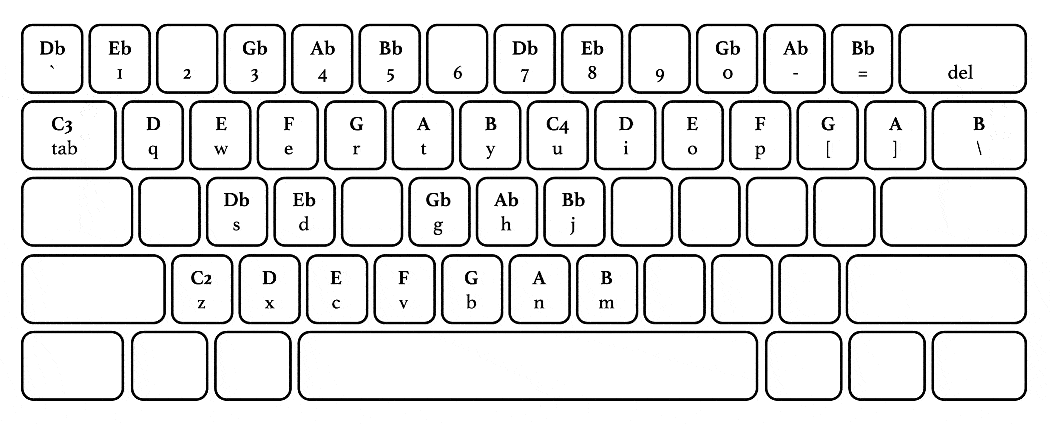 Db Eb Gb Ab Bb Db Eb Gb Ab Bb
` 1 2 3 4 5 6 7 8 9 0 - = del
C3 D E F G A B C4 D E F G A B
tab q w e r t y u i o p [ ] \
Db Eb Gb Ab Bb
s d g h j
C2 D E F G A B
z x c v b n m